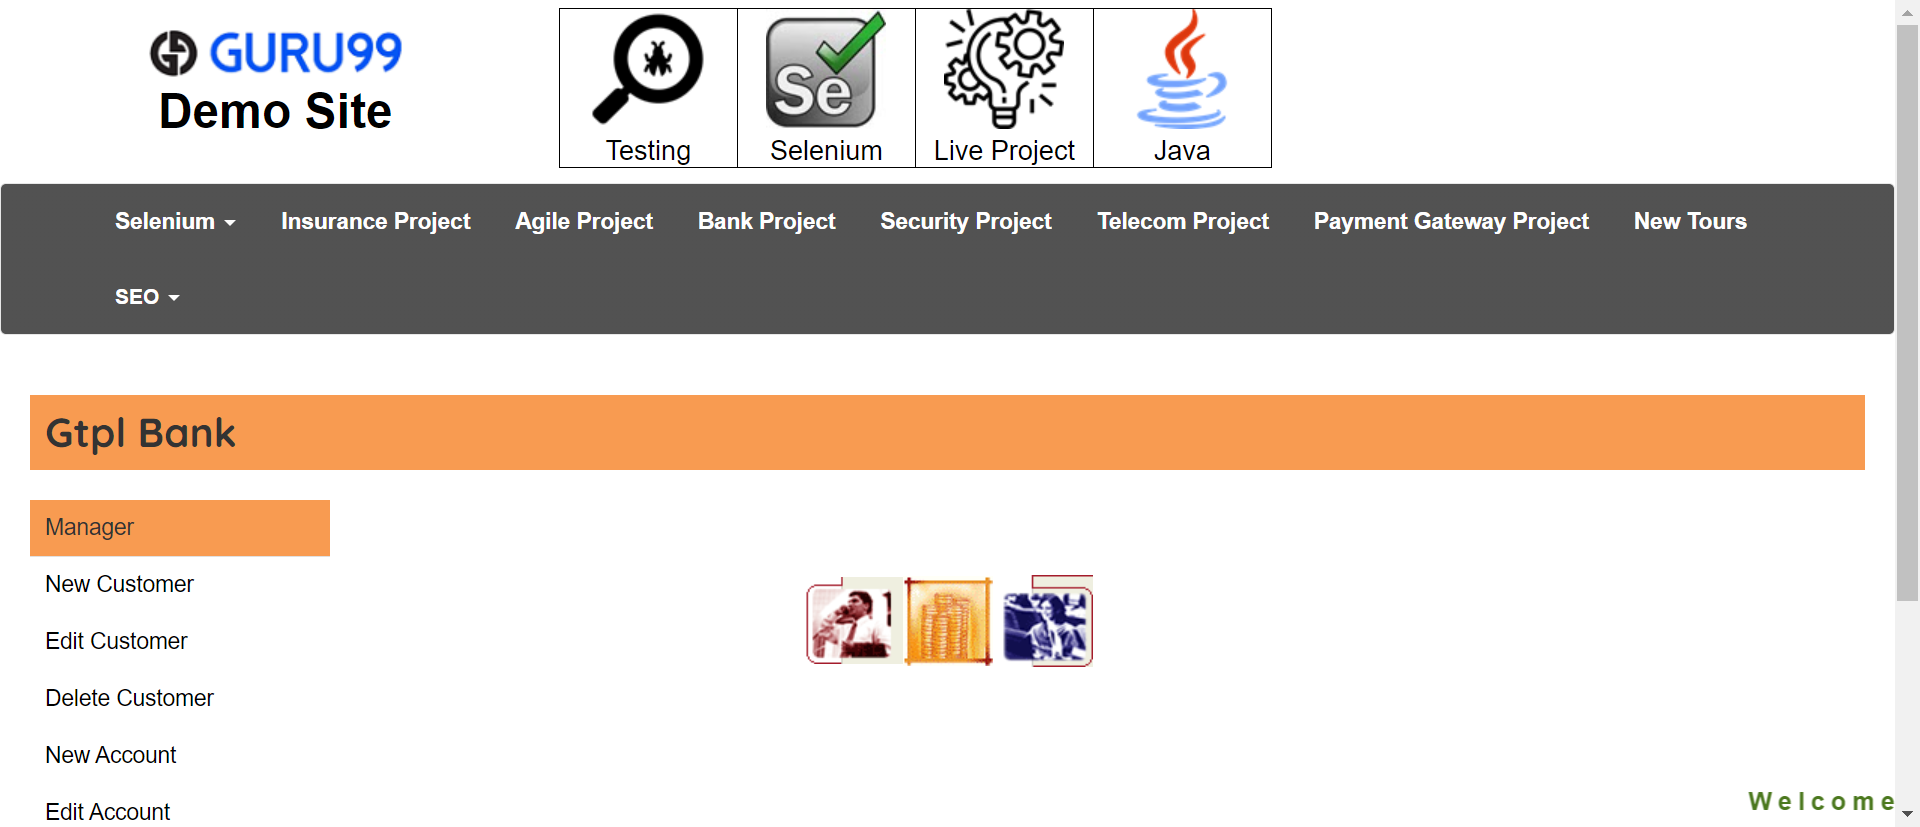 GURU99
Demo Site
Testing
Se
Selenium
Live Project
Java
Selenium
Insurance Project
Agile Project
Bank Project
Security Project
Telecom Project
Payment Gateway Project
New Tours
SEO
Gtpl Bank
Manager
New Customer
Edit Customer
Delete Customer
New Account
Edit Account
Welcome